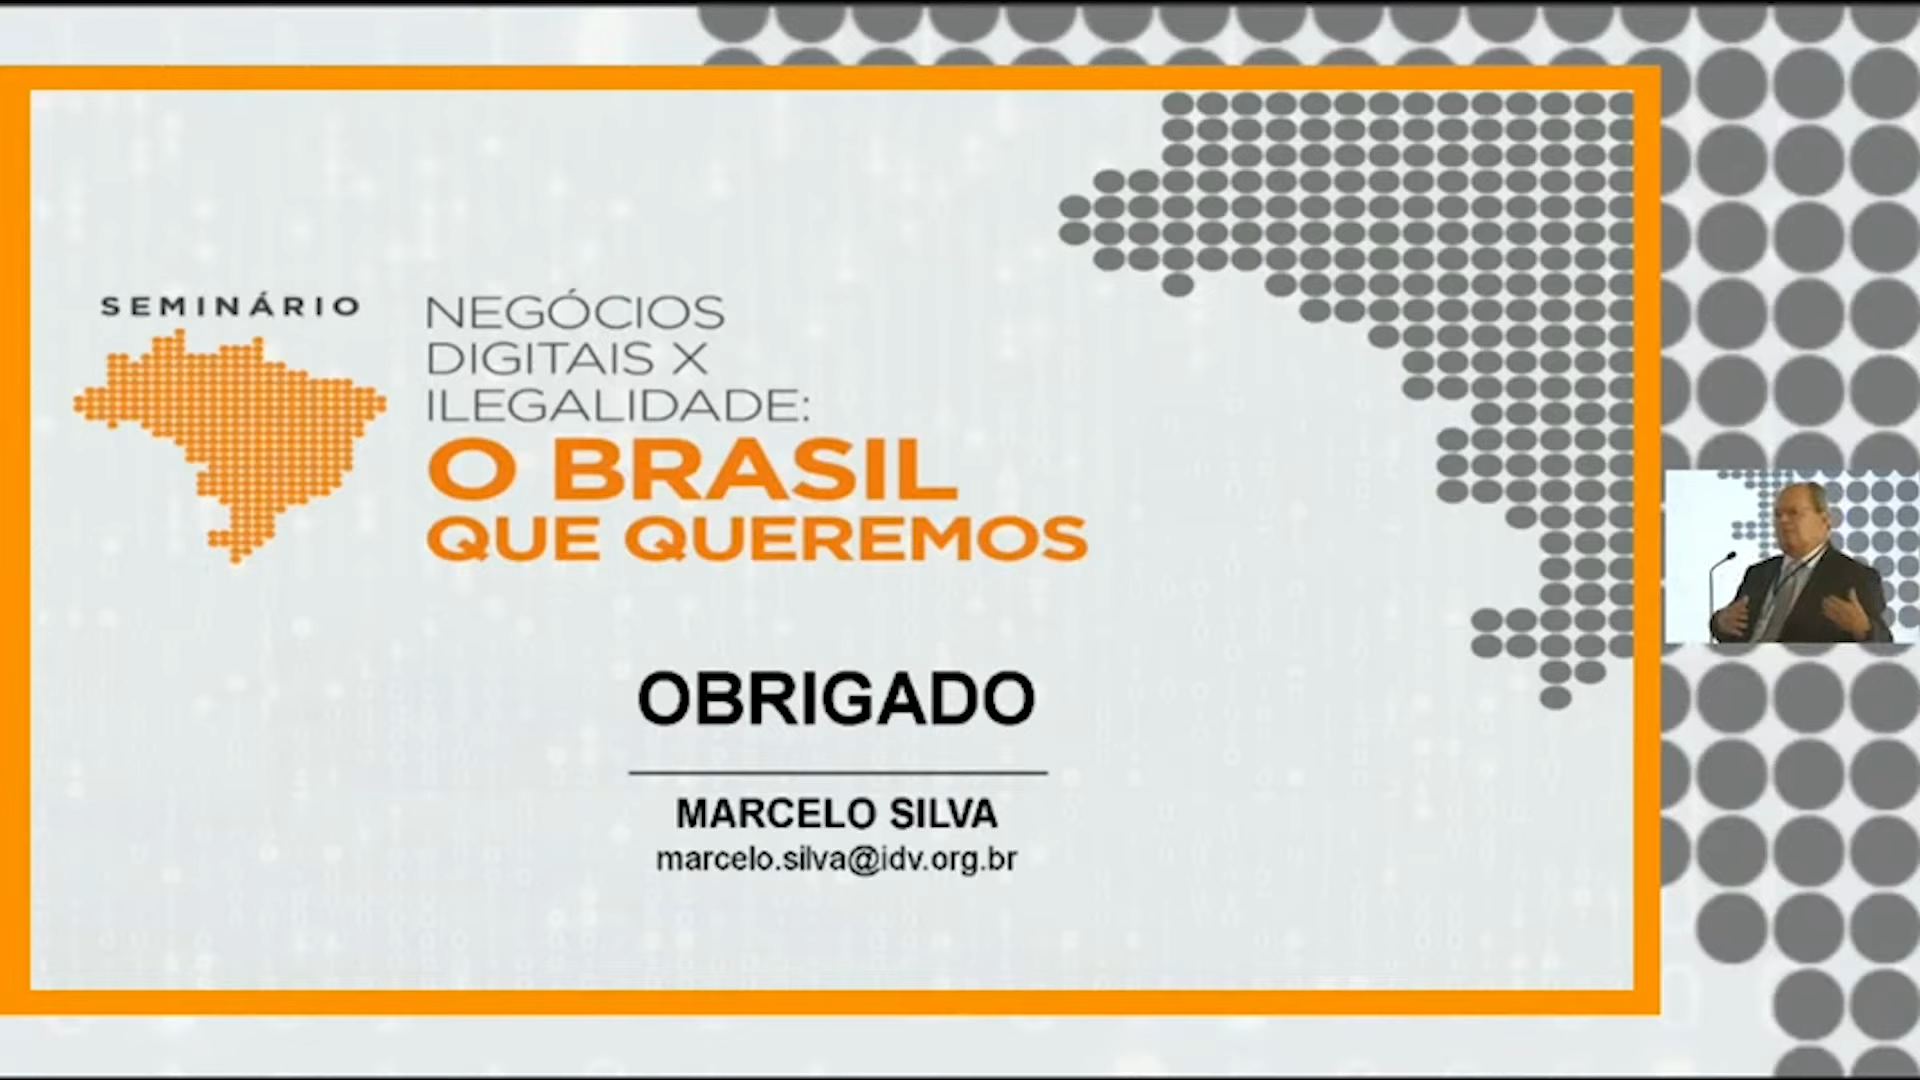 SEMINÁRIO
NEGÓCIOS
DIGITAIS X
ILEGALIDADE:
O BRASIL
QUE QUEREMOS
OBRIGADO
MARCELO SILVA
marcelo.silva@idv.org.br